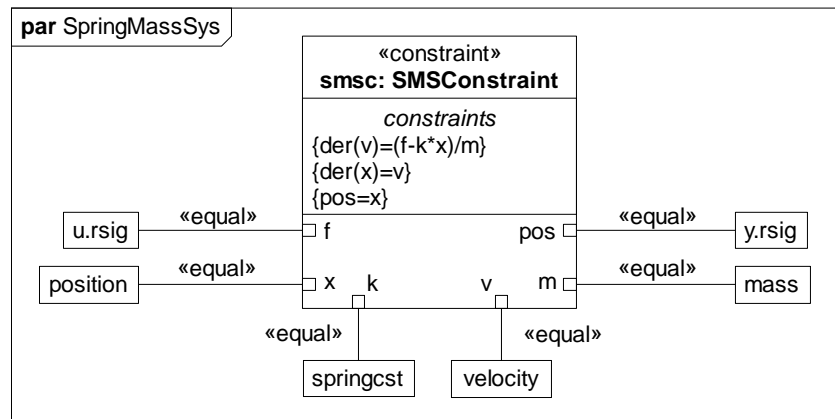 par SpringMassSys
«constraint»
smsc: SMSConstraint
constraints
{der(v)=(f-k*x)/m}
{der(x)=v}
{pos=x}
u.rsig «equal» f pos «equal» y.rsig
position «equal» x k v m «equal» mass
«equal» «equal»
springcst velocity